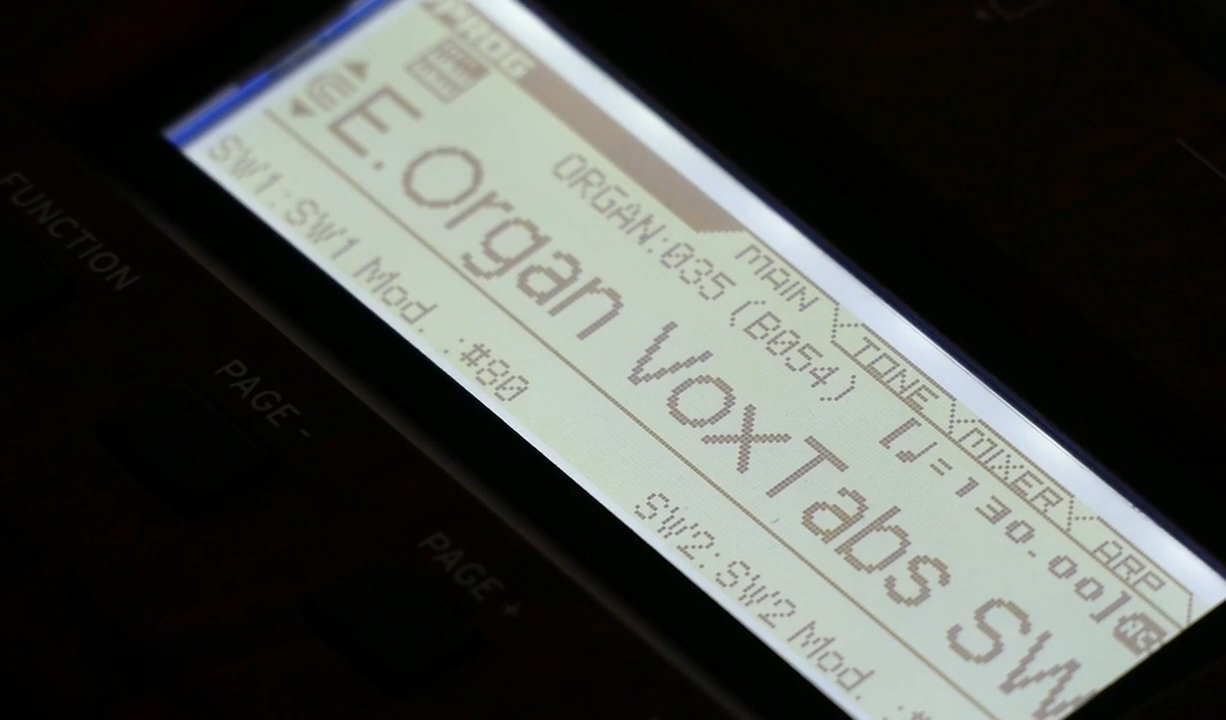 PROG MAIN TONE MIXER ARP
ORGAN:035 (B054) [♩=130.00]
E.Organ VoxTabs SW
SW1:SW1 Mod. :#80 SW2:SW2 Mod. :#
FUNCTION
PAGE -
PAGE +